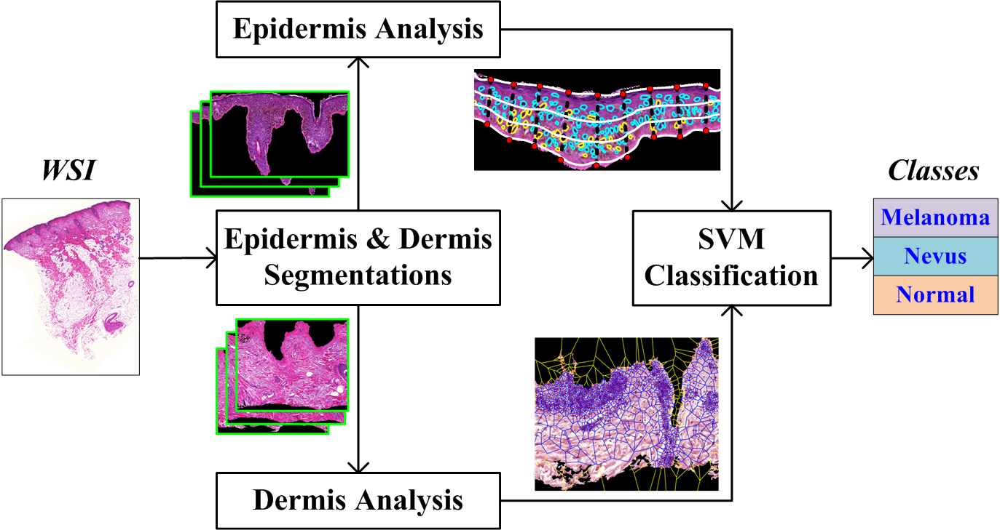 Epidermis Analysis
WSI
Epidermis & Dermis
Segmentations
SVM
Classification
Classes
Melanoma
Nevus
Normal
Dermis Analysis